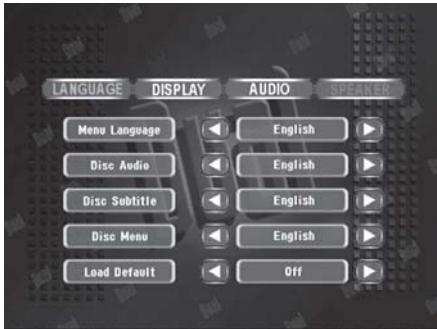 LANGUAGE DISPLAY AUDIO SPEAKER
Menu Language English
Disc Audio English
Disc Subtitle English
Disc Menu English
Load Default Off